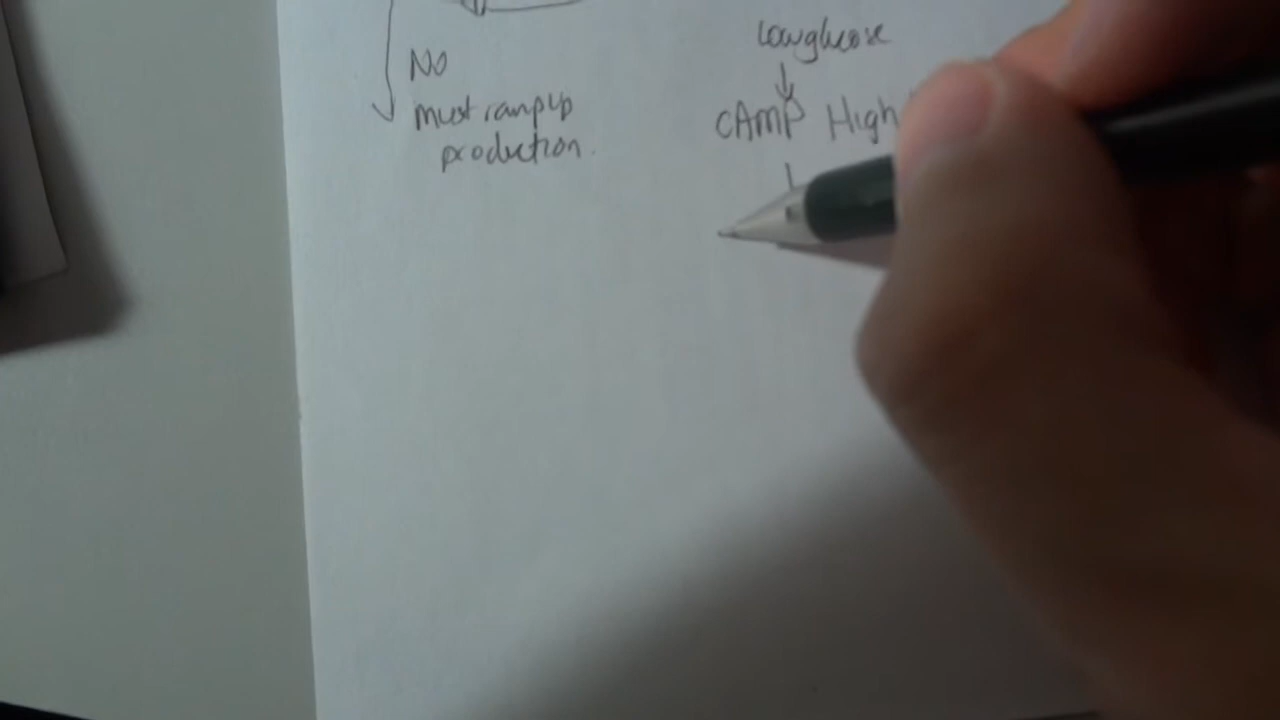 No
must ramp up
production.
low glucose
cAMP High